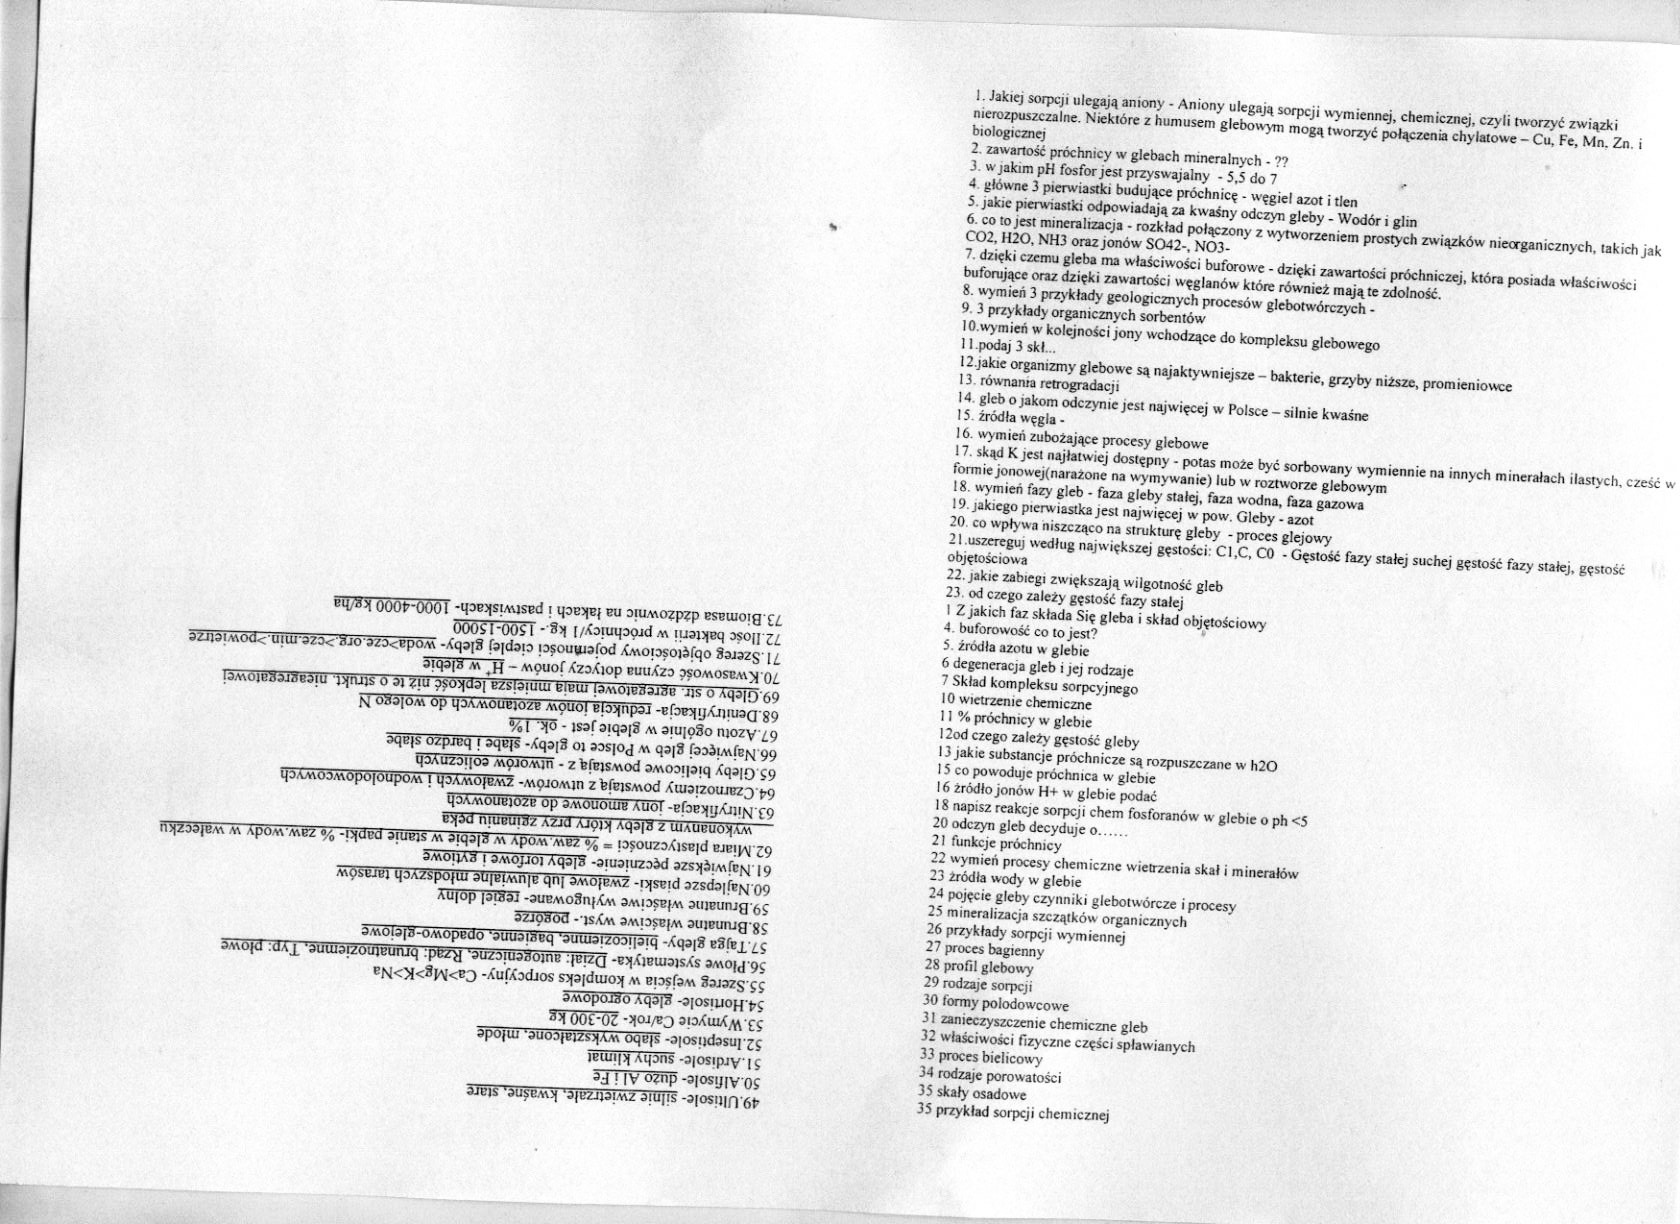 1. Jakiej sorpcji ulegają aniony - Aniony ulegają sorpcji wymiennej, chemicznej, czyli tworzyć związki
nierozpuszczalne. Niektóre z humusem glebowym mogą tworzyć połączenia chylatowe – Cu, Fe, Mn, Zn. i
biologicznej
2. zawartość próchnicy w glebach mineralnych - ??
3. w jakim pH fosfor jest przyswajalny - 5,5 do 7
4. główne 3 pierwiastki budujące próchnicę - węgiel azot i tlen
5. jakie pierwiastki odpowiadają za kwaśny odczyn gleby - Wodór i glin
6. co to jest mineralizacja - rozkład połączony z wytworzeniem prostych związków nieorganicznych, takich jak
CO2, H2O, NH3 oraz jonów SO42-, NO3-
7. dzięki czemu gleba ma właściwości buforowe - dzięki zawartości próchniczej, która posiada właściwości
buforujące oraz dzięki zawartości węglanów które również mają te zdolność.
8. wymień 3 przykłady geologicznych procesów glebotwórczych -
9. 3 przykłady organicznych sorbentów
10.wymień w kolejności jony wchodzące do kompleksu glebowego
11.podaj 3 skł...
12.jakie organizmy glebowe są najaktywniejsze – bakterie, grzyby niższe, promieniowce
13. równania retrogradacji
14. gleb o jakom odczynie jest najwięcej w Polsce – silnie kwaśne
15. źródła węgla -
16. wymień zubożające procesy glebowe
17. skąd K jest najłatwiej dostępny - potas może być sorbowany wymiennie na innych minerałach ilastych, cześć w
formie jonowej(narażone na wymywanie) lub w roztworze glebowym
18. wymień fazy gleb - faza gleby stałej, faza wodna, faza gazowa
19. jakiego pierwiastka jest najwięcej w pow. Gleby - azot
20. co wpływa niszcząco na strukturę gleby - proces glejowy
21.uszereguj według największej gęstości: C1,C, C0 - Gęstość fazy stałej suchej gęstość fazy stałej, gęstość
objętościowa
22. jakie zabiegi zwiększają wilgotność gleb
23. od czego zależy gęstość fazy stałej
1 Z jakich faz składa Się gleba i skład objętościowy
4. buforowość co to jest?
5. źródła azotu w glebie
6 degeneracja gleb i jej rodzaje
7 Skład kompleksu sorpcyjnego
10 wietrzenie chemiczne
11 % próchnicy w glebie
12od czego zależy gęstość gleby
13 jakie substancje próchnicze są rozpuszczane w h2O
15 co powoduje próchnica w glebie
16 źródło jonów H+ w glebie podać
18 napisz reakcje sorpcji chem fosforanów w glebie o ph <5
20 odczyn gleb decyduje o......
21 funkcje próchnicy
22 wymień procesy chemiczne wietrzenia skał i minerałów
23 źródła wody w glebie
24 pojęcie gleby czynniki glebotwórcze i procesy
25 mineralizacja szczątków organicznych
26 przykłady sorpcji wymiennej
27 proces bagienny
28 profil glebowy
29 rodzaje sorpcji
30 formy polodowcowe
31 zanieczyszczenie chemiczne gleb
32 właściwości fizyczne części spławianych
33 proces bielicowy
34 rodzaje porowatości
35 skały osadowe
35 przykład sorpcji chemicznej
49.Ultisole- silnie zwietrzałe, kwaśne, stare
50.Alfisole- dużo Al i Fe
51.Ardisole- suchy klimat
52.Inseptisole- słabo wykształcone, młode
53.Wymycie Ca/rok- 20-300 kg
54.Hortisole- gleby ogrodowe
55.Szereg wejścia w kompleks sorpcyjny- Ca>Mg>K>Na
56.Płowe systematyka- Dział: autogeniczne, Rząd: brunatnoziemne, Typ: płowe
57.Tajga gleby- bielicoziemne, bagienne, opadowo-glejowe
58.Brunatne właściwe wyst.- pogórze
59.Brunatne właściwe wyługowane- regiel dolny
60.Najlepsze piaski- zwałowe lub aluwialne młodszych tarasów
61.Największe pęcznienie- gleby torfowe i gytiowe
62.Miara plastyczności = % zaw.wody w glebie w stanie papki- % zaw.wody w wałeczku
wykonanym z gleby który przy zginaniu pęka
63.Nitryfikacja- jony amonowe do azotanowych
64.Czarnoziemy powstają z utworów- zwałowych i wodnolodowcowych
65.Gleby bielicowe powstają z - utworów eolicznych
66.Najwięcej gleb w Polsce to gleby- słabe i bardzo słabe
67.Azotu ogólnie w glebie jest - ok. 1%
68.Denitryfikacja- redukcja jonów azotanowych do wolego N
69.Gleby o str. agregatowej mają mniejsza lepkość niż te o strukt. nieagregatowej
70.Kwasowość czynna dotyczy jonów – H⁺ w glebie
71.Szereg objętościowy pojemności cieplej gleby- woda>cze.org.>cze.min.>powietrze
72.Ilośc bakterii w próchnicy/1 kg.- 1500-15000
73.Biomasa dżdżownic na łąkach i pastwiskach- 1000-4000 kg/ha